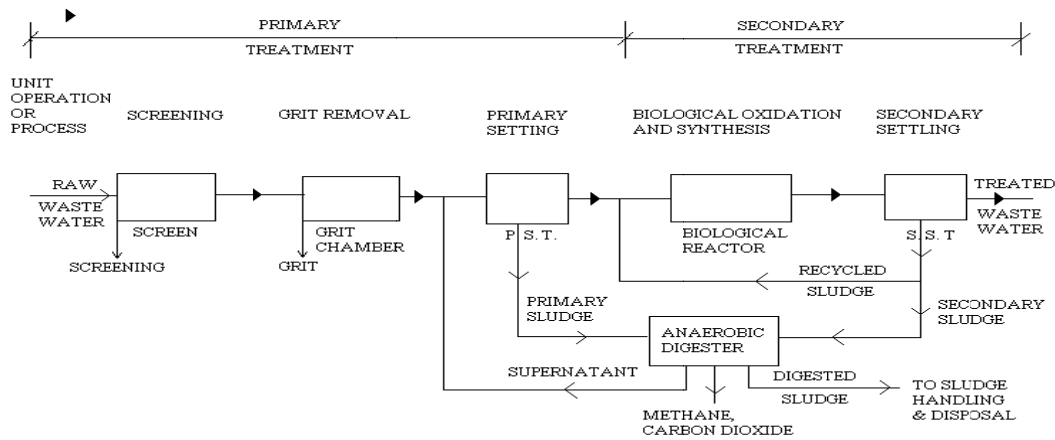 PRIMARY
TREATMENT
SECONDARY
TREATMENT
UNIT
OPERATION
OR
PROCESS
SCREENING
GRIT REMOVAL
PRIMARY
SETTING
BIOLOGICAL OXIDATION
AND SYNTHESIS
SECONDARY
SETTLING
RAW
WASTE
WATER
SCREEN
SCREENING
GRIT
CHAMBER
GRIT
P S.T.
BIOLOGICAL
REACTOR
S.S.T
TREATED
WASTE
WATER
RECYCLED
SLUDGE
PRIMARY
SLUDGE
SECONDARY
SLUDGE
ANAEROBIC
DIGESTER
SUPERNATANT
DIGESTED
SLUDGE
METHANE,
CARBON DIOXIDE
TO SLUDGE
HANDLING
& DISPOSAL